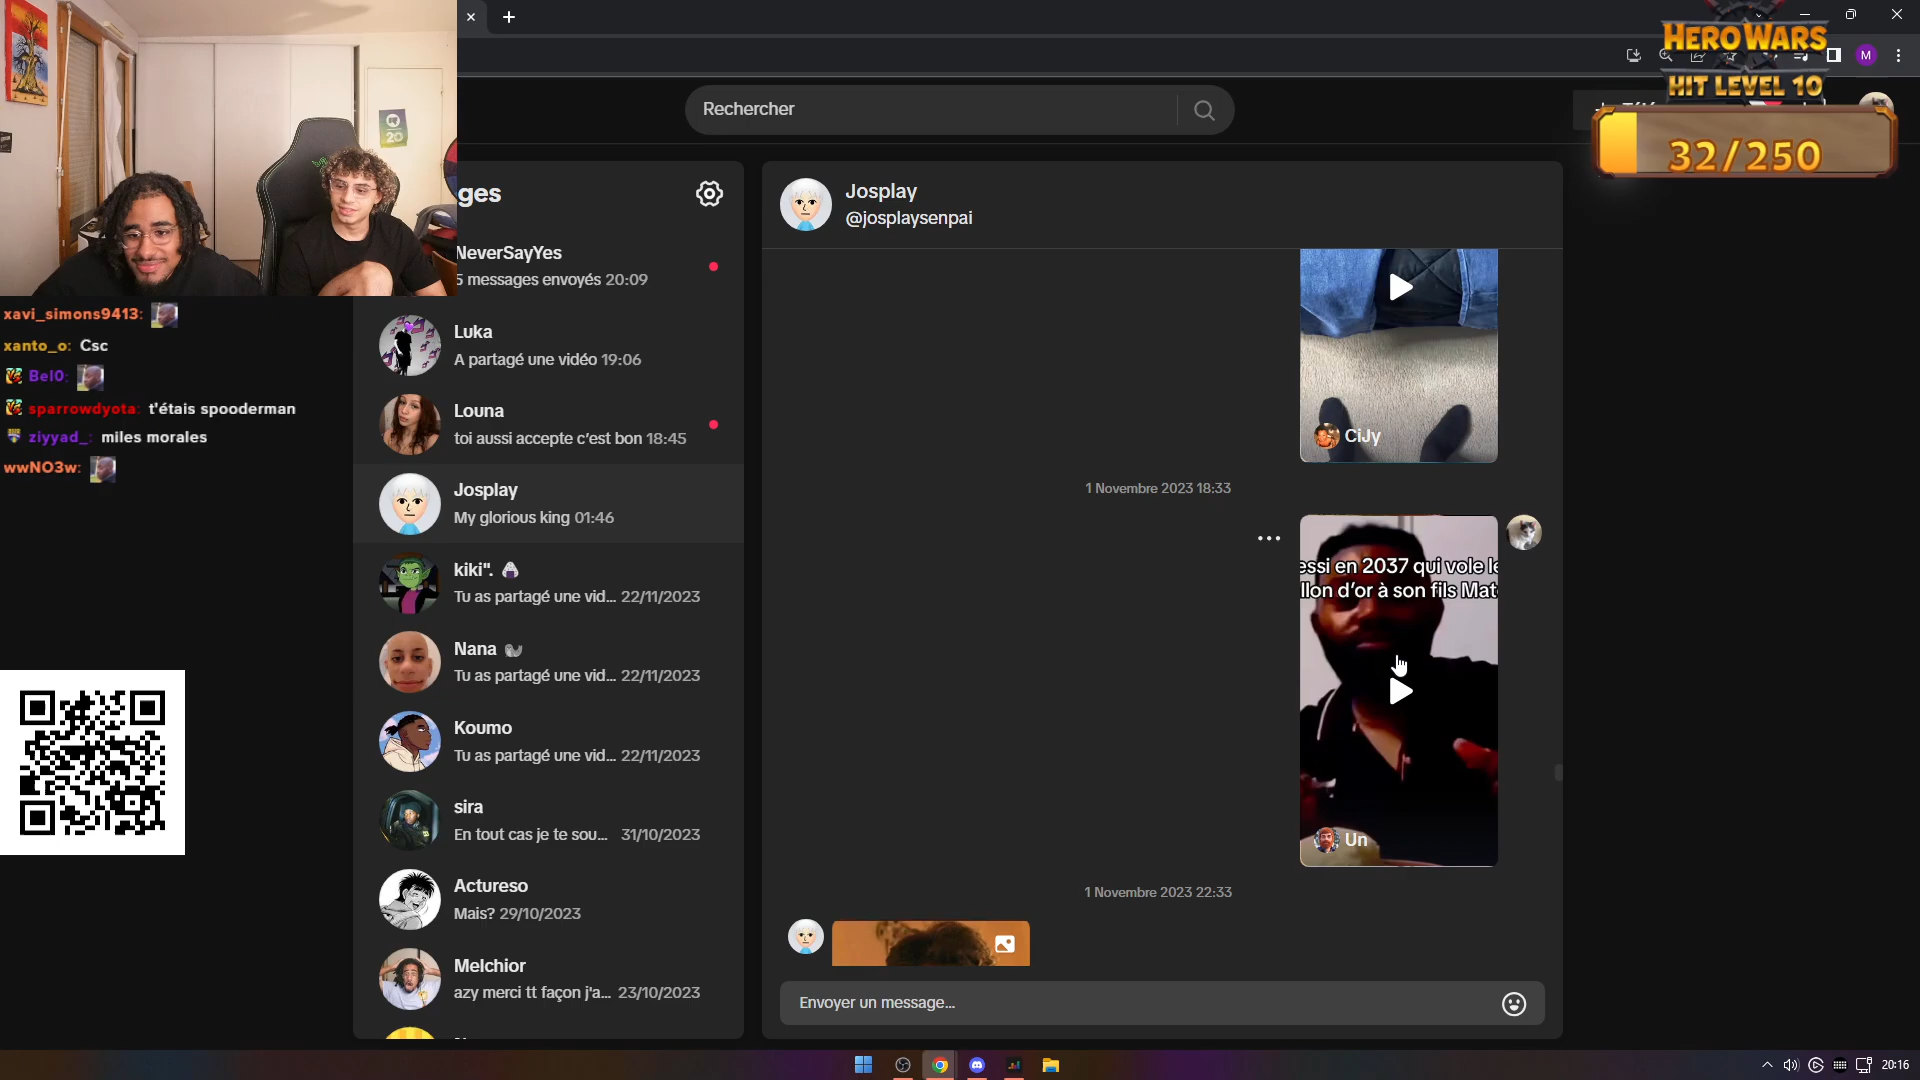 Rechercher
HERO WARS
HIT LEVEL 10
32/250
M
20
ges
NeverSayYes
5 messages envoyés 20:09
Luka
A partagé une vidéo 19:06
Louna
toi aussi accepte c'est bon 18:45
Josplay
My glorious king 01:46
kiki".
Tu as partagé une vid... 22/11/2023
Nana
Tu as partagé une vid... 22/11/2023
Koumo
Tu as partagé une vid... 22/11/2023
sira
En tout cas je te sou... 31/10/2023
Actureso
Mais? 29/10/2023
Melchior
azy merci tt façon j'a... 23/10/2023
Josplay
@josplaysenpai
CiJy
1 Novembre 2023 18:33
essi en 2037 qui vole le
llon d'or à son fils Mat
Un
1 Novembre 2023 22:33
Envoyer un message...
xavi_simons9413:
xanto_o: Csc
Bel0:
sparrowdyota: t'étais spooderman
ziyyad_: miles morales
wwNO3w:
20:16